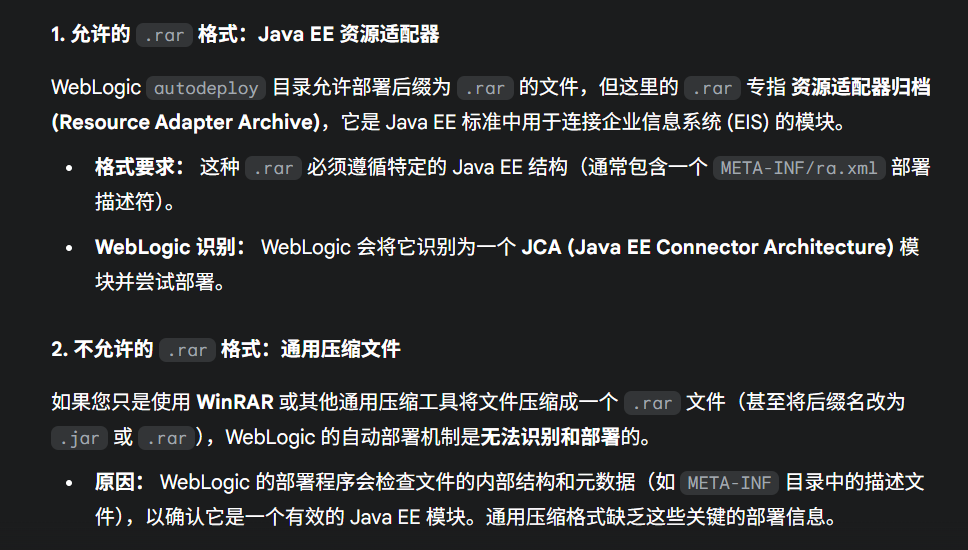 1. 允许的 .rar 格式：Java EE 资源适配器
WebLogic autodeploy 目录允许部署后缀为 .rar 的文件，但这里的 .rar 专指 资源适配器归档
(Resource Adapter Archive)，它是 Java EE 标准中用于连接企业信息系统 (EIS) 的模块。
• 格式要求： 这种 .rar 必须遵循特定的 Java EE 结构（通常包含一个 META-INF/ra.xml 部署
描述符）。
• WebLogic 识别： WebLogic 会将它识别为一个 JCA (Java EE Connector Architecture) 模
块并尝试部署。
2. 不允许的 .rar 格式：通用压缩文件
如果您只是使用 WinRAR 或其他通用压缩工具将文件压缩成一个 .rar 文件（甚至将后缀名改为
.jar 或 .rar），WebLogic 的自动部署机制是无法识别和部署的。
• 原因： WebLogic 的部署程序会检查文件的内部结构和元数据（如 META-INF 目录中的描述文
件），以确认它是一个有效的 Java EE 模块。通用压缩格式缺乏这些关键的部署信息。